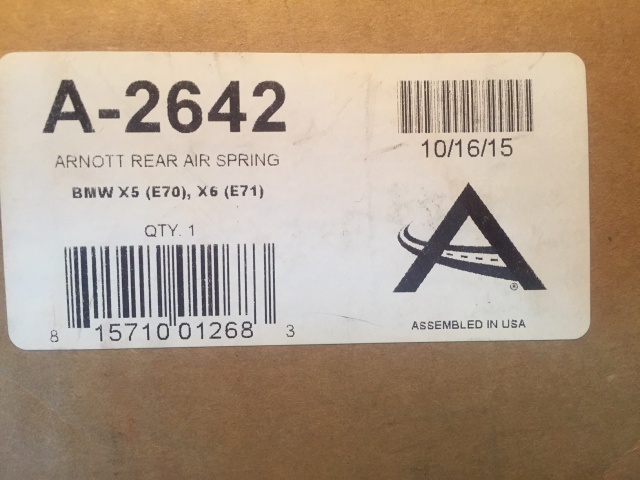 A-2642
ARNOTT REAR AIR SPRING
BMW X5 (E70), X6 (E71)
QTY. 1
8 15710 01268 3
10/16/15
®
ASSEMBLED IN USA